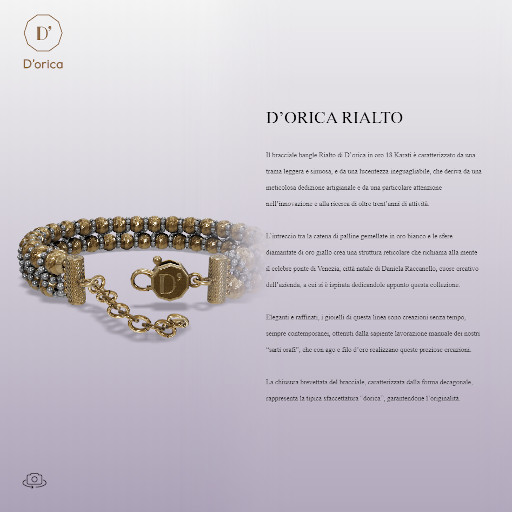 D'
D'orica
D'ORICA RIALTO
Il bracciale bangle Rialto di D'orica in oro 18 Karati è caratterizzato da una
trama leggera e sinuosa, e da una lucentezza ineguagliabile, che deriva da una
meticolosa dedizione artigianale e da una particolare attenzione
nell'innovazione e alla ricerca di oltre trent'anni di attività.
L'intreccio tra la catena di palline gemellate in oro bianco e le sfere
diamantate di oro giallo crea una struttura reticolare che richiama alla mente
il celebre ponte di Venezia, città natale di Daniela Raccanello, cuore creativo
dell'azienda, a cui si è ispirata dedicandole appunto questa collezione.
Eleganti e raffinati, i gioielli di questa linea sono creazioni senza tempo,
sempre contemporanee, ottenuti dalla sapiente lavorazione manuale dei nostri
"sarti orafi", che con ago e filo d'oro realizzano queste preziose creazioni.
La chiusura brevettata del bracciale, caratterizzata dalla forma decagonale,
rappresenta la tipica sfaccettatura "dorica", garantendone l'originalità.
D'